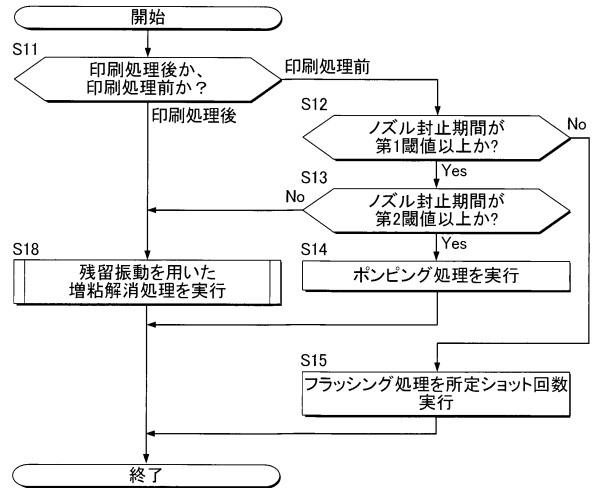 開始
S11
印刷処理後か、
印刷処理前か？
印刷処理前
印刷処理後
S12
ノズル封止期間が
第1閾値以上か?
No
Yes
S13
ノズル封止期間が
第2閾値以上か?
No
Yes
S18
残留振動を用いた
増粘解消処理を実行
S14
ポンピング処理を実行
S15
フラッシング処理を所定ショット回数
実行
終了